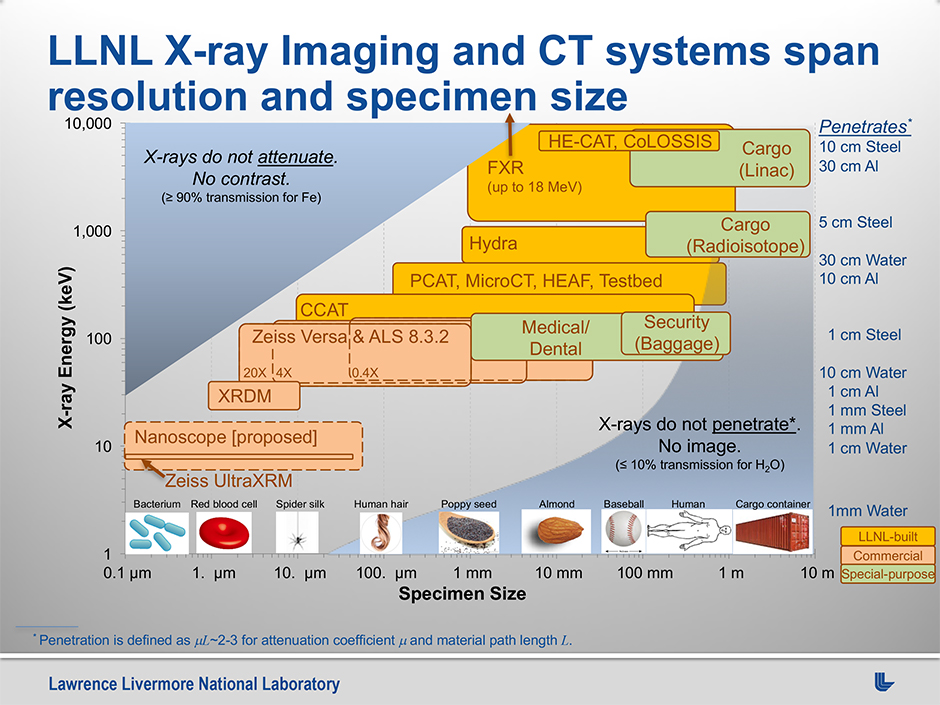 LLNL X-ray Imaging and CT systems span
resolution and specimen size
10,000
1,000
100
10
1
X-ray Energy (keV)
X-rays do not attenuate.
No contrast.
(≥ 90% transmission for Fe)
HE-CAT, CoLOSSIS
FXR
(up to 18 MeV)
Cargo
(Linac)
Cargo
(Radioisotope)
Hydra
PCAT, MicroCT, HEAF, Testbed
CCAT
Zeiss Versa & ALS 8.3.2
20X 4X 0.4X
Medical/
Dental
Security
(Baggage)
XRDM
Nanoscope [proposed]
Zeiss UltraXRM
X-rays do not penetrate*.
No image.
(≤ 10% transmission for H₂O)
Penetrates*
10 cm Steel
30 cm Al
5 cm Steel
30 cm Water
10 cm Al
1 cm Steel
10 cm Water
1 cm Al
1 mm Steel
1 mm Al
1 cm Water
1mm Water
Bacterium Red blood cell Spider silk Human hair Poppy seed Almond Baseball Human Cargo container
0.1 µm 1. µm 10. µm 100. µm 1 mm 10 mm 100 mm 1 m 10 m
Specimen Size
LLNL-built
Commercial
Special-purpose
* Penetration is defined as µL~2-3 for attenuation coefficient µ and material path length L.
Lawrence Livermore National Laboratory